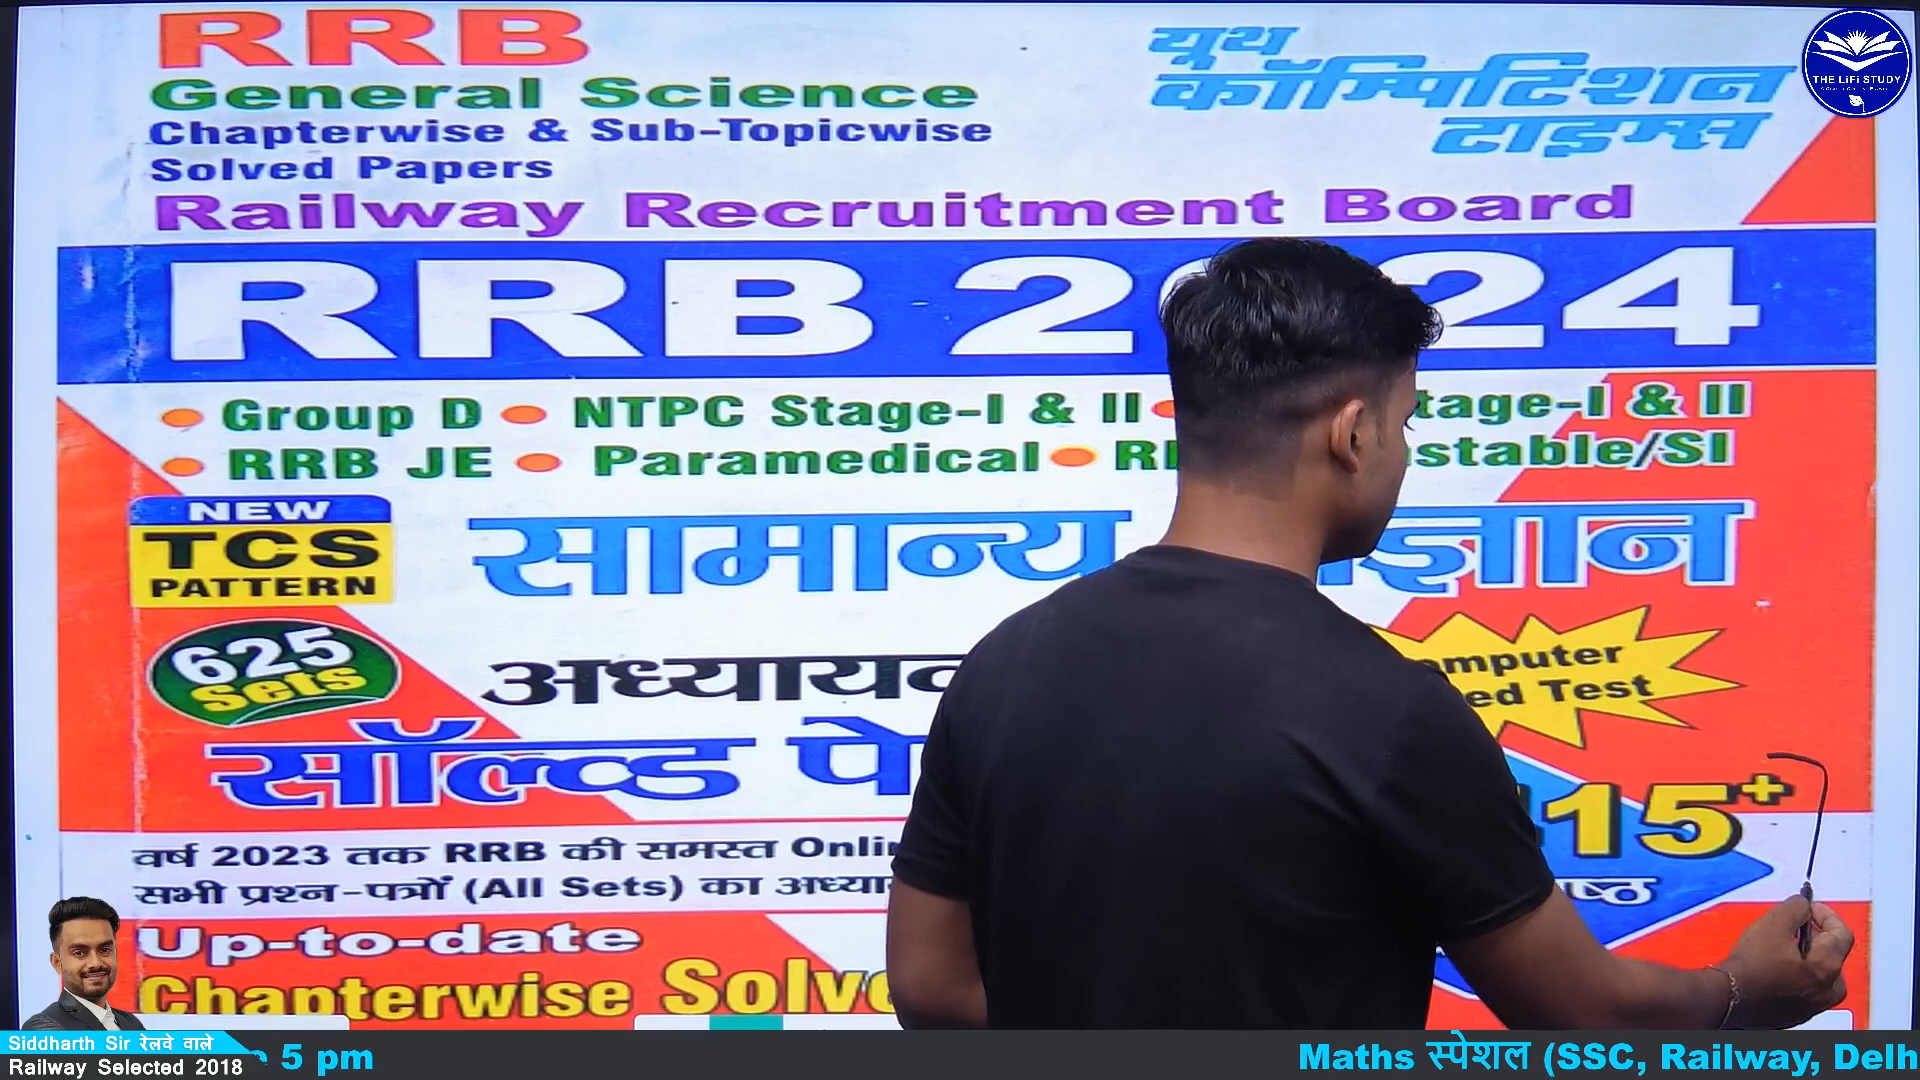 RRB
General Science
Chapterwise & Sub-Topicwise
Solved Papers
Railway Recruitment Board
यूथ
कॉम्पिटिशन
टाइम्स
THE LiFi STUDY
RRB 2 24
Group D NTPC Stage-I & II tage-I & II
RRB JE Paramedical stable/SI
NEW
TCS
PATTERN
सामान्य
625
Sets
mputer
ed Test
सॉल्व्ड पे
15+
वर्ष 2023 तक RRB की समस्त
सभी प्रश्न-पत्रों (All Sets) का
Up-to-date
Chapterwise
Siddharth Sir रेलवे वाले
Railway Selected 2018
5 pm
Maths स्पेशल (SSC, Railway, Delh